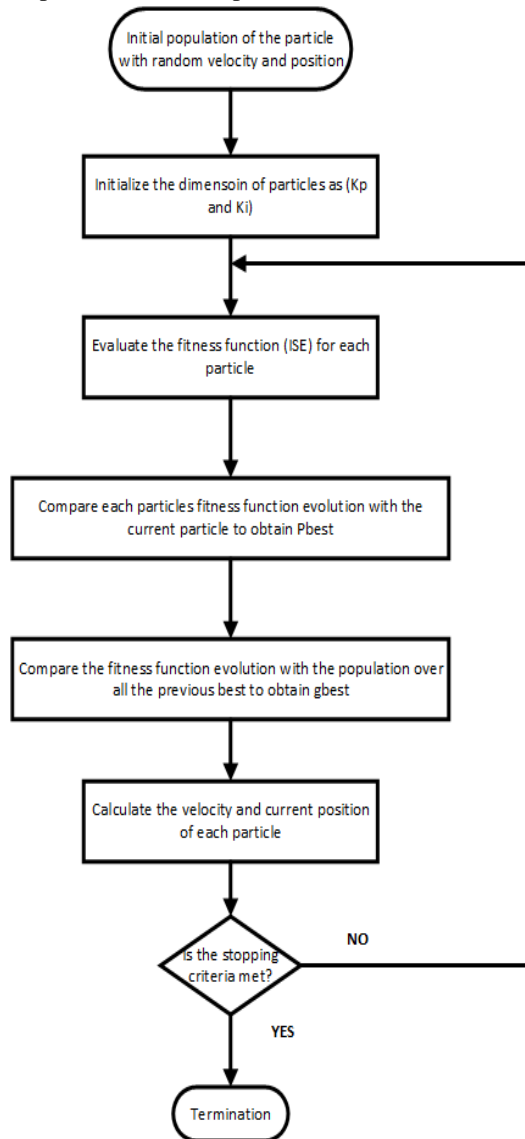 Initial population of the particle
with random velocity and position
Initialize the dimensoin of particles as (Kp
and Ki)
Evaluate the fitness function (ISE) for each
particle
Compare each particles fitness function evolution with the
current particle to obtain Pbest
Compare the fitness function evolution with the population over
all the previous best to obtain gbest
Calculate the velocity and current position
of each particle
Is the stopping
criteria met?
NO
YES
Termination